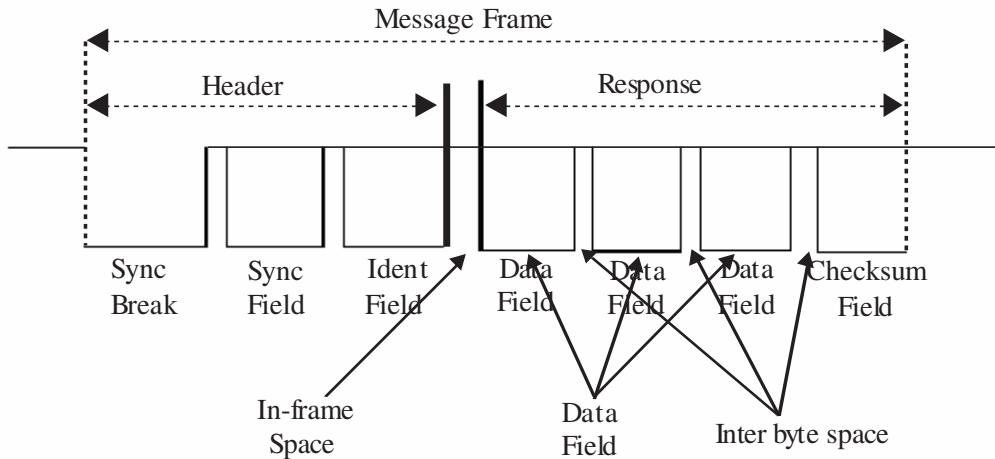 Message Frame
Header
Response
Sync
Break
Sync
Field
Ident
Field
Data
Field
Data
Field
Data
Field
Checksum
Field
In-frame
Space
Data
Field
Inter byte space